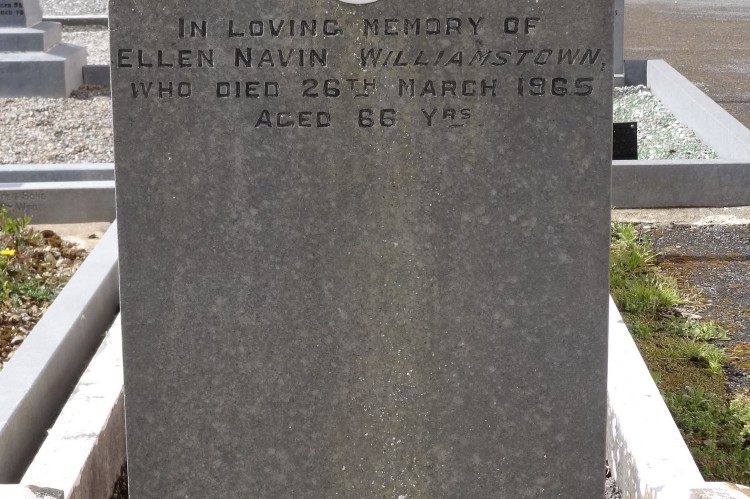 IN LOVING MEMORY OF
ELLEN NAVIN WILLIAMSTOWN,
WHO DIED 26TH MARCH 1965
AGED 66 YRS